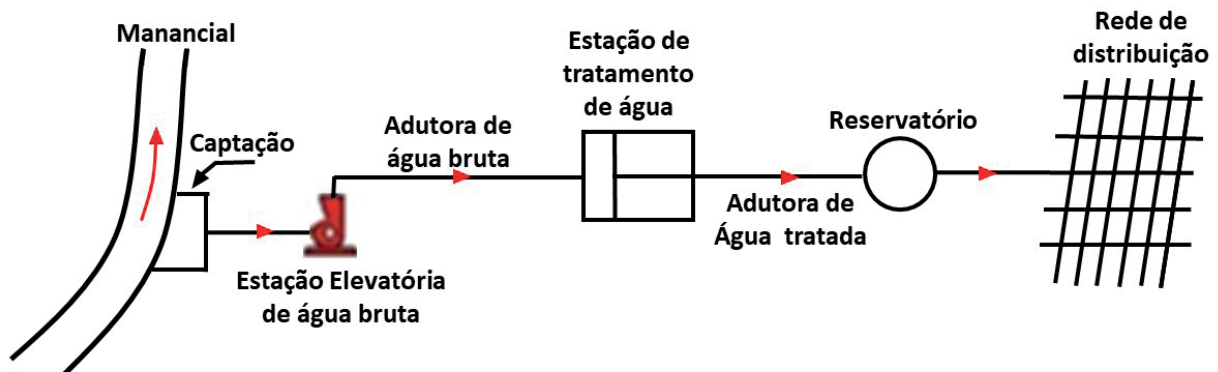 Manancial
Captação
Estação Elevatória
de água bruta
Adutora de
água bruta
Estação de
tratamento
de água
Adutora de
Água tratada
Reservatório
Rede de
distribuição